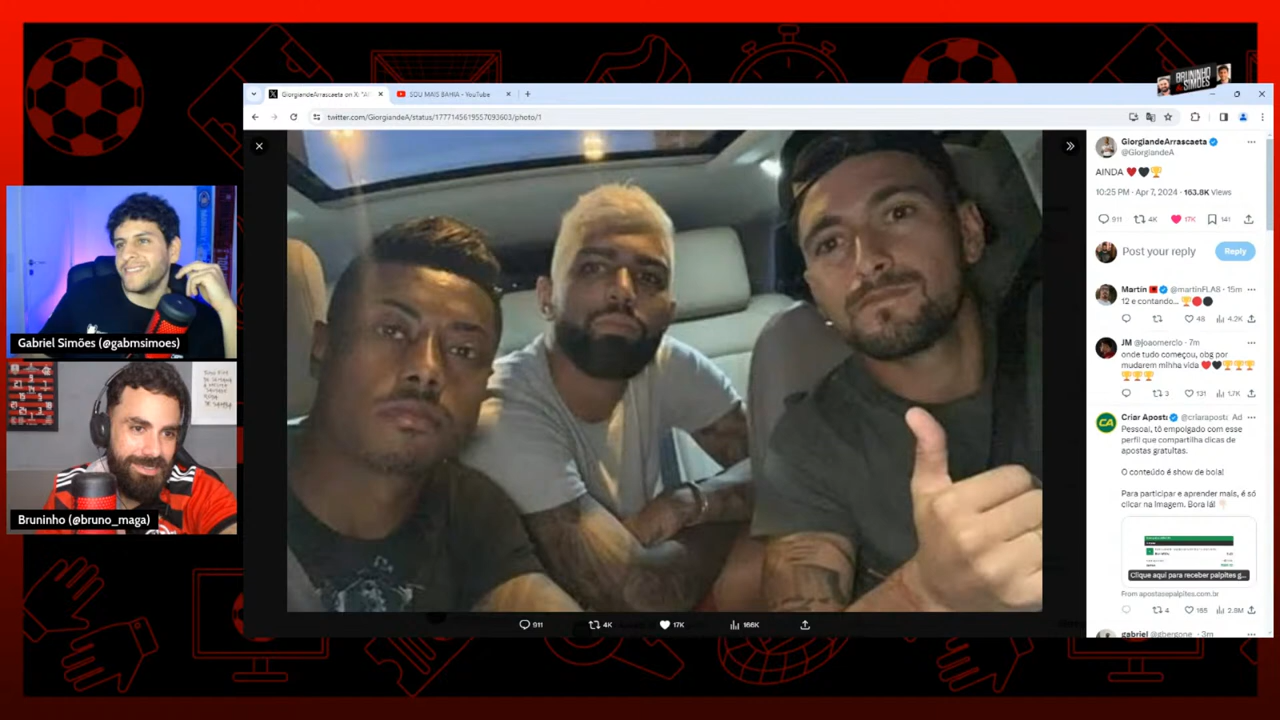 BRUNINHO
SIMÕES
GiorgiandeArrascaeta on X: "AI
SOU MAIS BAHIA - YouTube
twitter.com/GiorgiandeA/status/1777145619557093603/photo/1
GiorgiandeArrascaeta
@GiorgiandeA
AINDA ❤️🖤🏆
10:25 PM · Apr 7, 2024 · 163.8K Views
911 4K 17K 141
Post your reply
Reply
Martín @martinFLA8 · 15m
12 e contando... 🏆🔴⚫
48 4.2K
JM @joaomerclo · 7m
onde tudo começou, obg por
mudarem minha vida ❤️🖤🏆🏆🏆
🏆🏆🏆
3 131 1.7K
Criar Aposta @criaraposta Ad
Pessoal, tô empolgado com esse
perfil que compartilha dicas de
apostas gratuitas.
O conteúdo é show de bola!
Para participar e aprender mais, é só
clicar na imagem. Bora lá! 👇🏻
CA
Clique aqui para receber palpites g...
From apostasepalpites.com.br
4 165 2.8M
gabriel @gbergone · 3m
911 4K 17K 166K
Gabriel Simões (@gabmsimoes)
Bruninho (@bruno_maga)